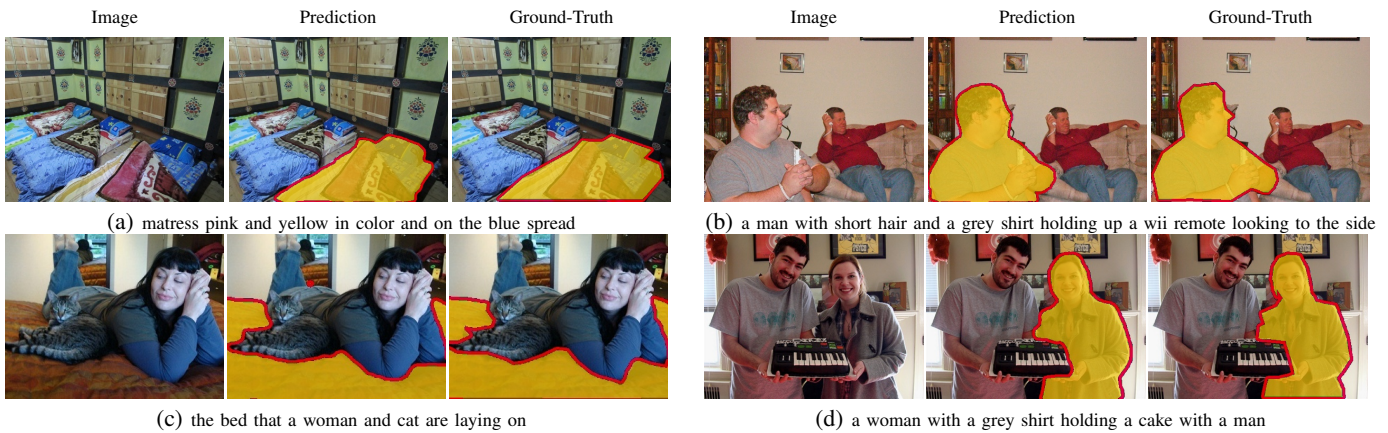 Image Prediction Ground-Truth Image Prediction Ground-Truth
(a) matress pink and yellow in color and on the blue spread
(b) a man with short hair and a grey shirt holding up a wii remote looking to the side
(c) the bed that a woman and cat are laying on
(d) a woman with a grey shirt holding a cake with a man